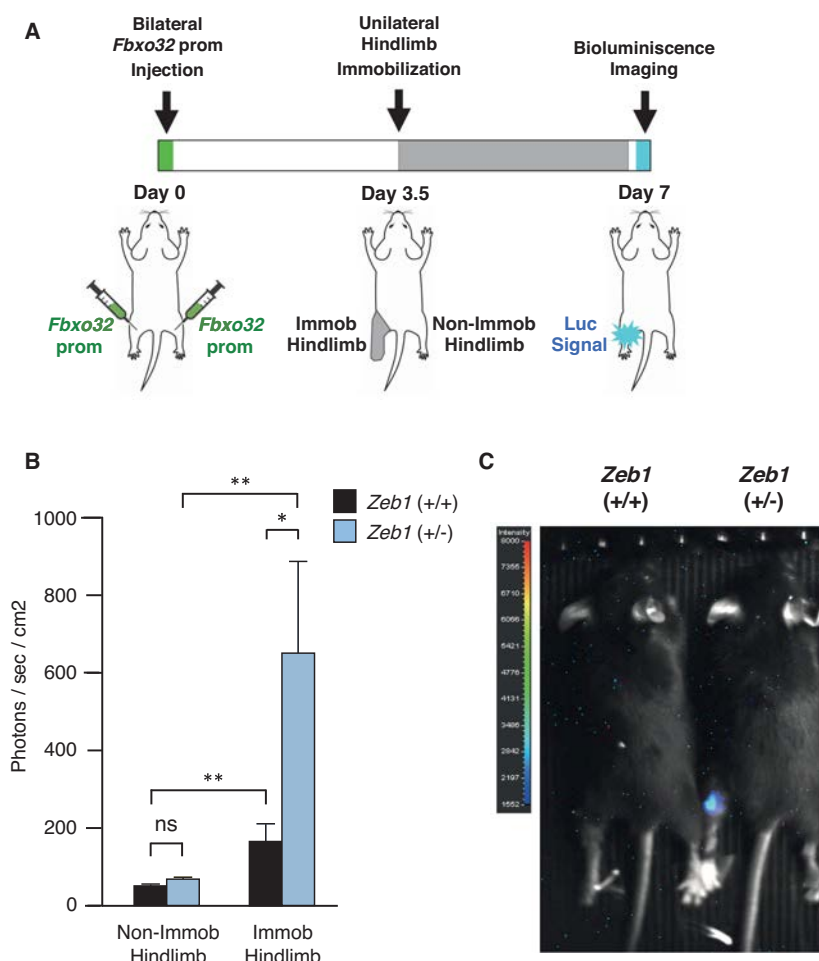 A
Bilateral
Fbxo32 prom
Injection
Unilateral
Hindlimb
Immobilization
Bioluminiscence
Imaging
Day 0
Day 3.5
Day 7
Fbxo32
prom
Fbxo32
prom
Immob
Hindlimb
Non-Immob
Hindlimb
Luc
Signal
B
**
*
**
ns
Zeb1 (+/+)
Zeb1 (+/-)
Photons / sec / cm2
1000
800
600
400
200
0
Non-Immob
Hindlimb
Immob
Hindlimb
C
Zeb1
(+/+)
Zeb1
(+/-)
Intensity
8000
7355
6710
6066
5421
4776
4131
3486
2842
2197
1552